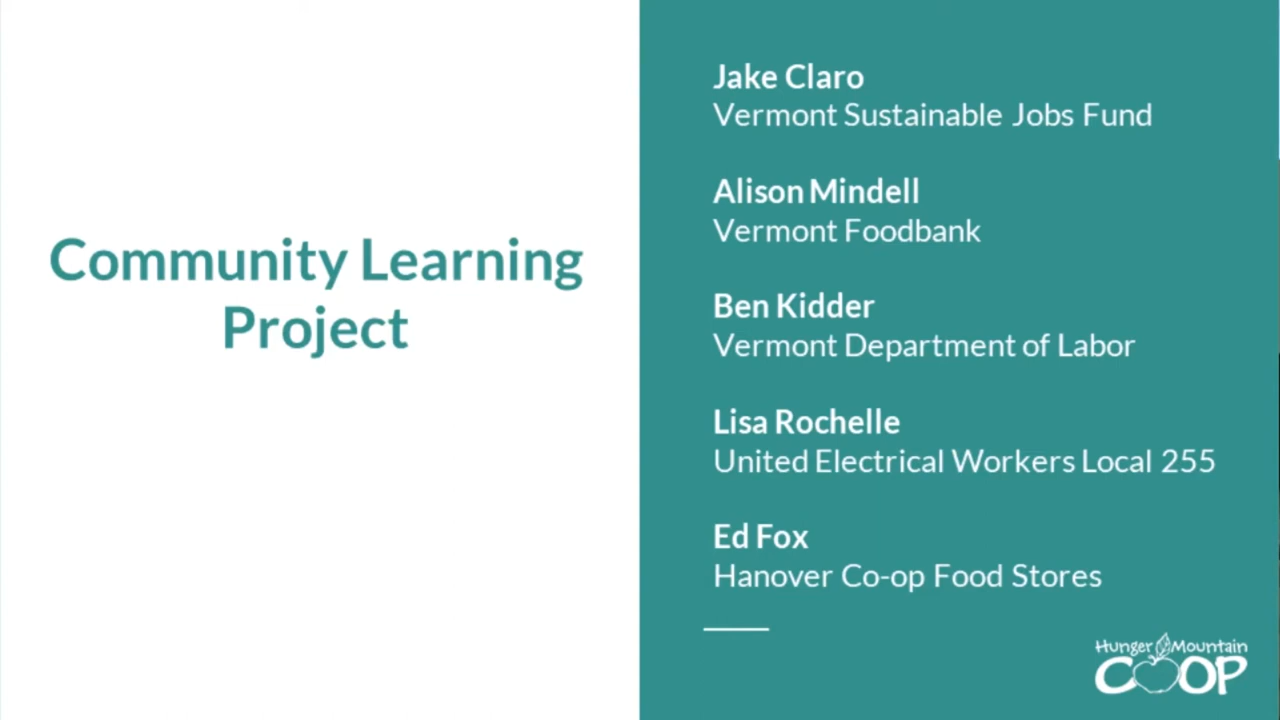 Community Learning
Project
Jake Claro
Vermont Sustainable Jobs Fund
Alison Mindell
Vermont Foodbank
Ben Kidder
Vermont Department of Labor
Lisa Rochelle
United Electrical Workers Local 255
Ed Fox
Hanover Co-op Food Stores
Hunger Mountain
COOP